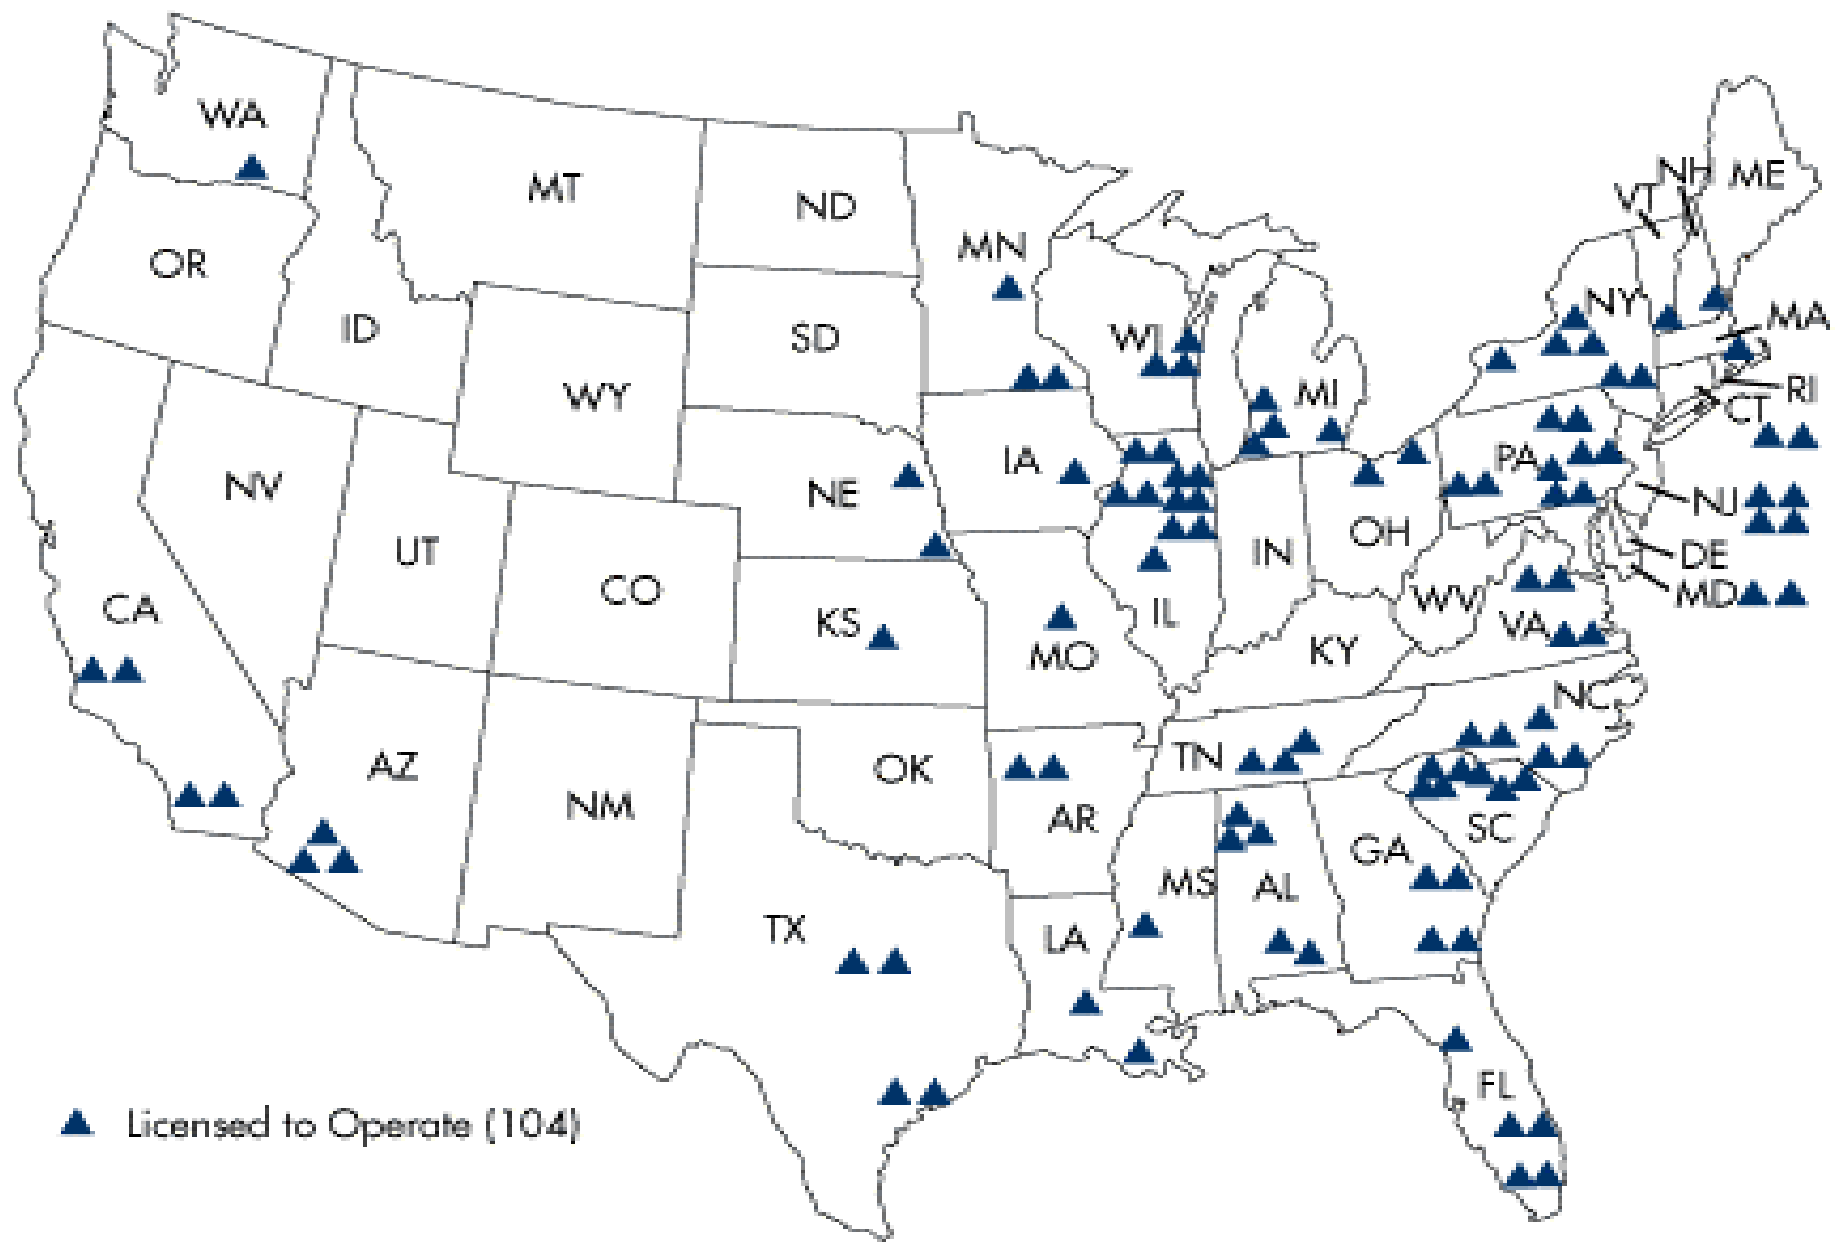 WA
MT
ND
MN
VT
NH
ME
OR
ID
SD
WI
MI
NY
MA
RI
CT
WY
NV
NE
IA
PA
NJ
UT
CO
KS
MO
IL
IN
OH
WV
DE
MD
CA
KY
VA
NC
AZ
NM
OK
AR
TN
SC
TX
LA
MS
AL
GA
FL
Licensed to Operate (104)